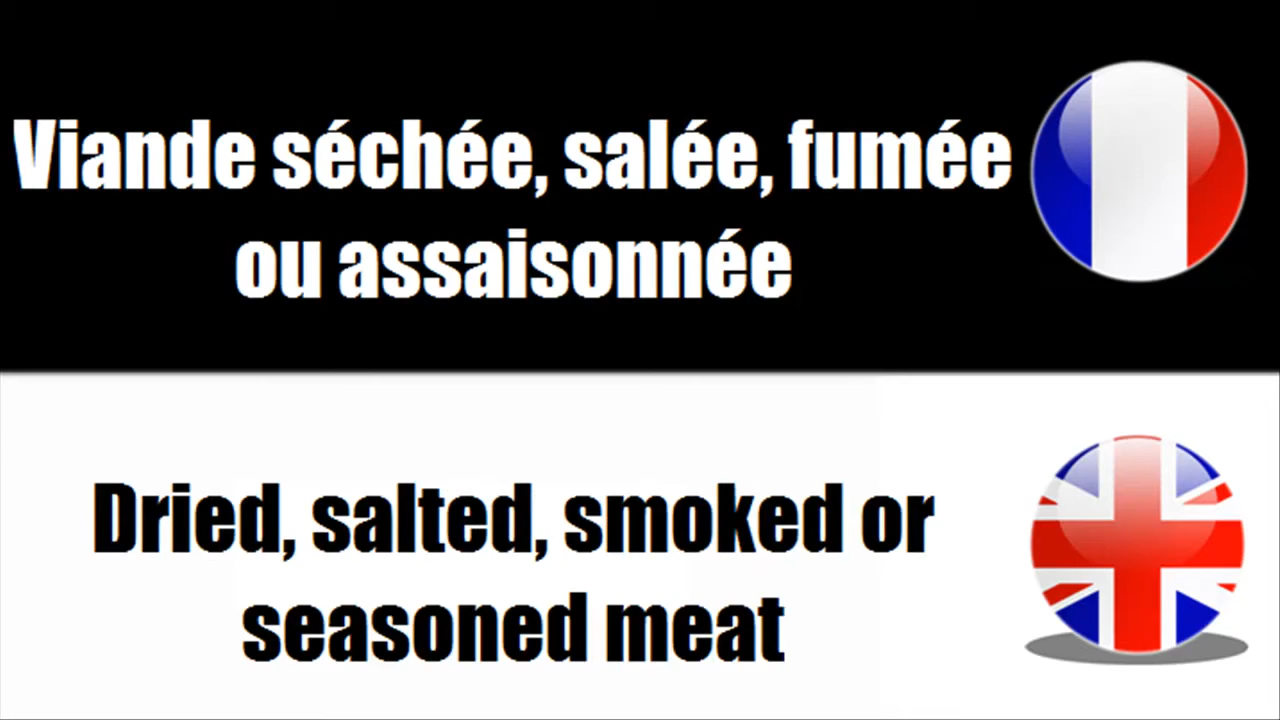 Viande séchée, salée, fumée
ou assaisonnée
Dried, salted, smoked or
seasoned meat